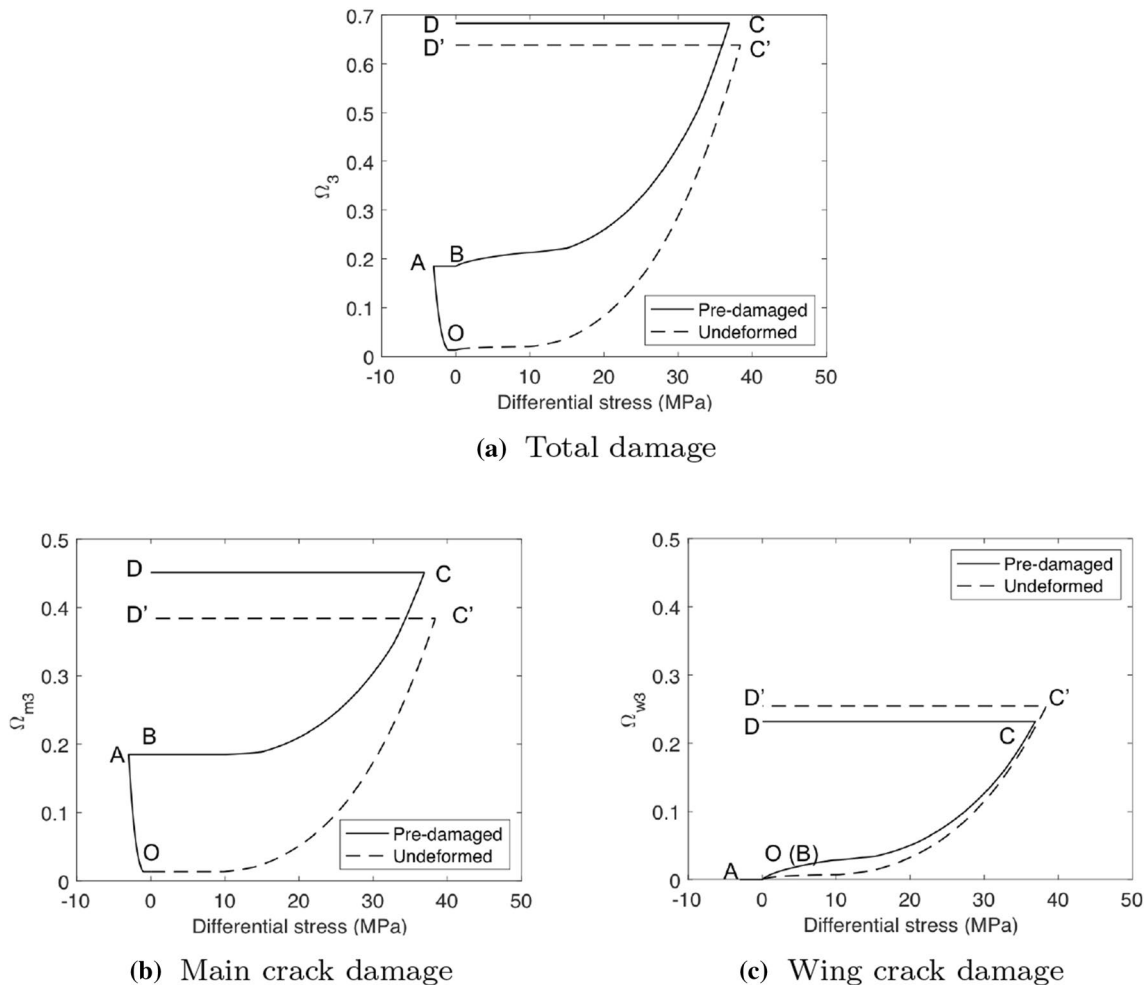 0.7
0.6
0.5
0.4
0.3
0.2
0.1
0
Ω3
D
C
D'
C'
A
B
O
Pre-damaged
Undeformed
-10 0 10 20 30 40 50
Differential stress (MPa)
(a) Total damage
0.5
0.4
0.3
0.2
0.1
0
Ωm3
D
C
D'
C'
A
B
O
Pre-damaged
Undeformed
-10 0 10 20 30 40 50
Differential stress (MPa)
(b) Main crack damage
0.5
0.4
0.3
0.2
0.1
0
Ωw3
Pre-damaged
Undeformed
D'
C'
D
C
O (B)
A
-10 0 10 20 30 40 50
Differential stress (MPa)
(c) Wing crack damage